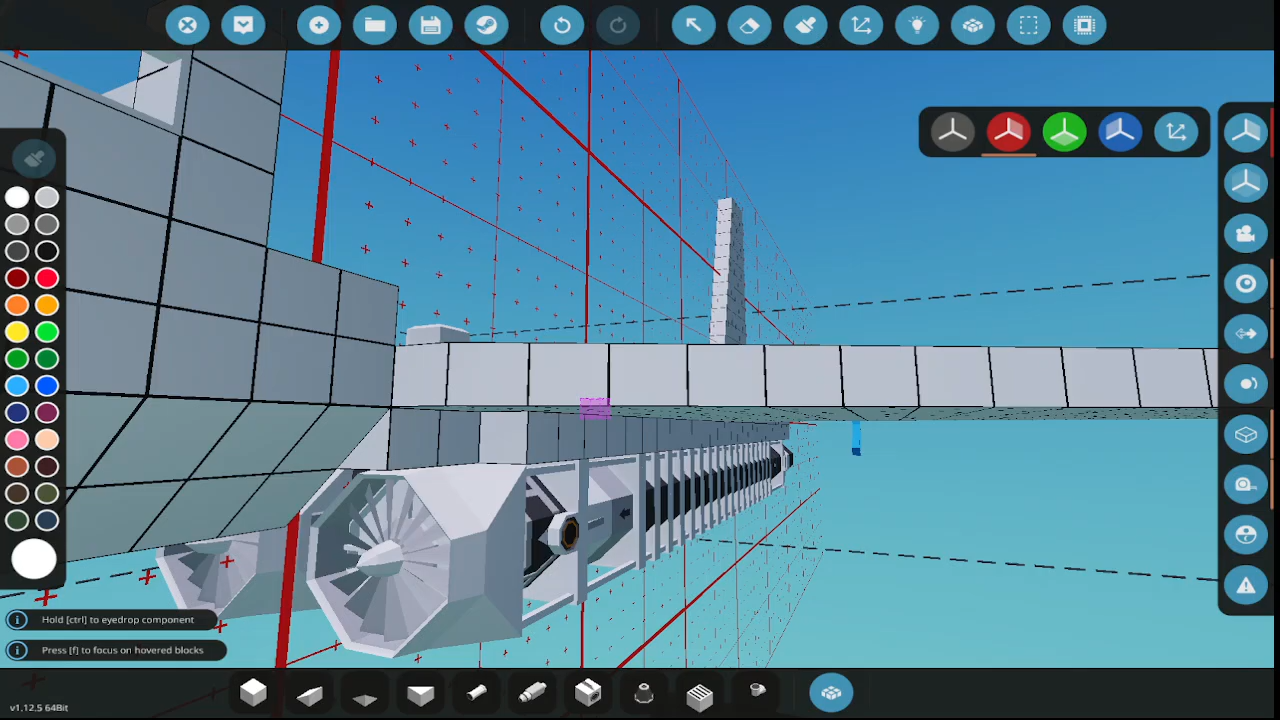 Hold [ctrl] to eyedrop component
Press [f] to focus on hovered blocks
v1.12.5 64Bit